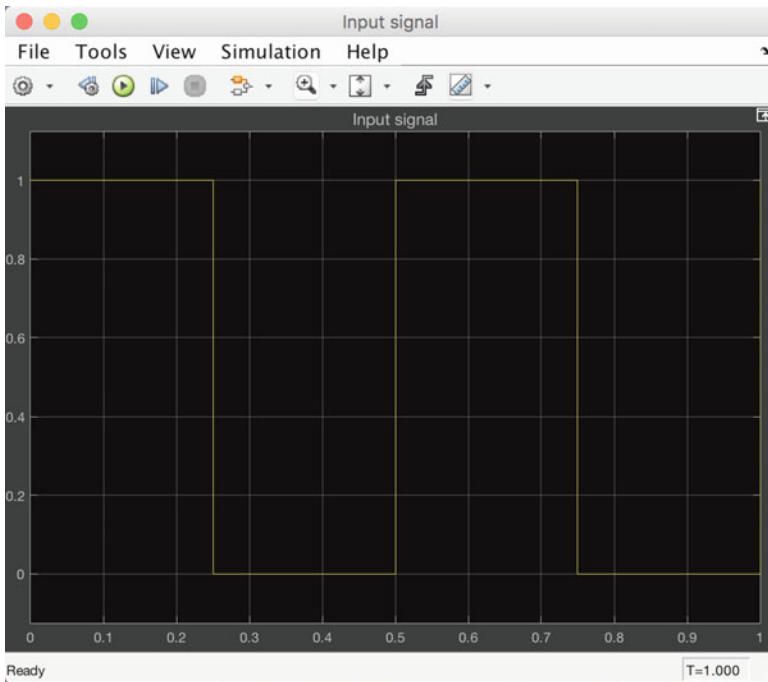 Input signal
File Tools View Simulation Help
Input signal
1
0.8
0.6
0.4
0.2
0
0 0.1 0.2 0.3 0.4 0.5 0.6 0.7 0.8 0.9 1
Ready T=1.000